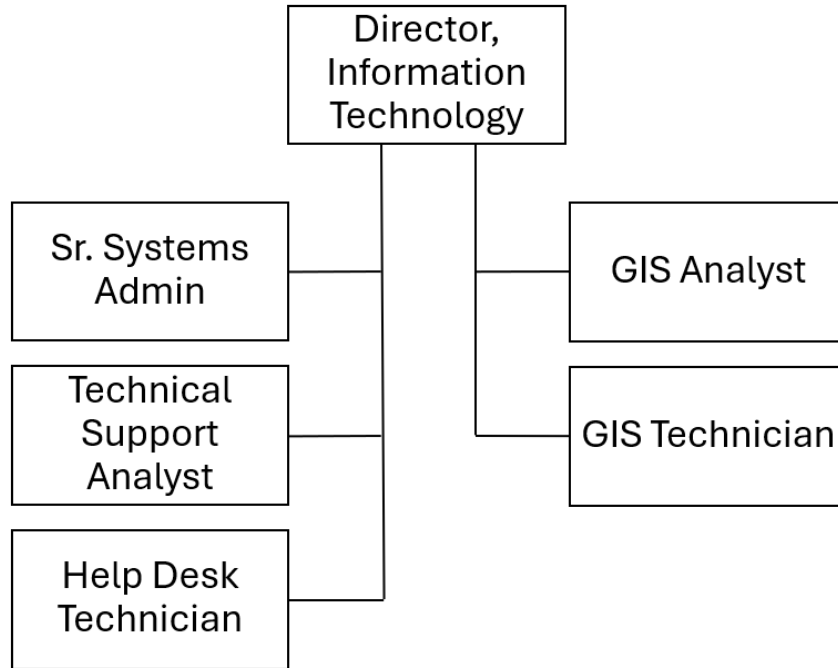 Director,
Information
Technology
Sr. Systems
Admin
GIS Analyst
Technical
Support
Analyst
GIS Technician
Help Desk
Technician